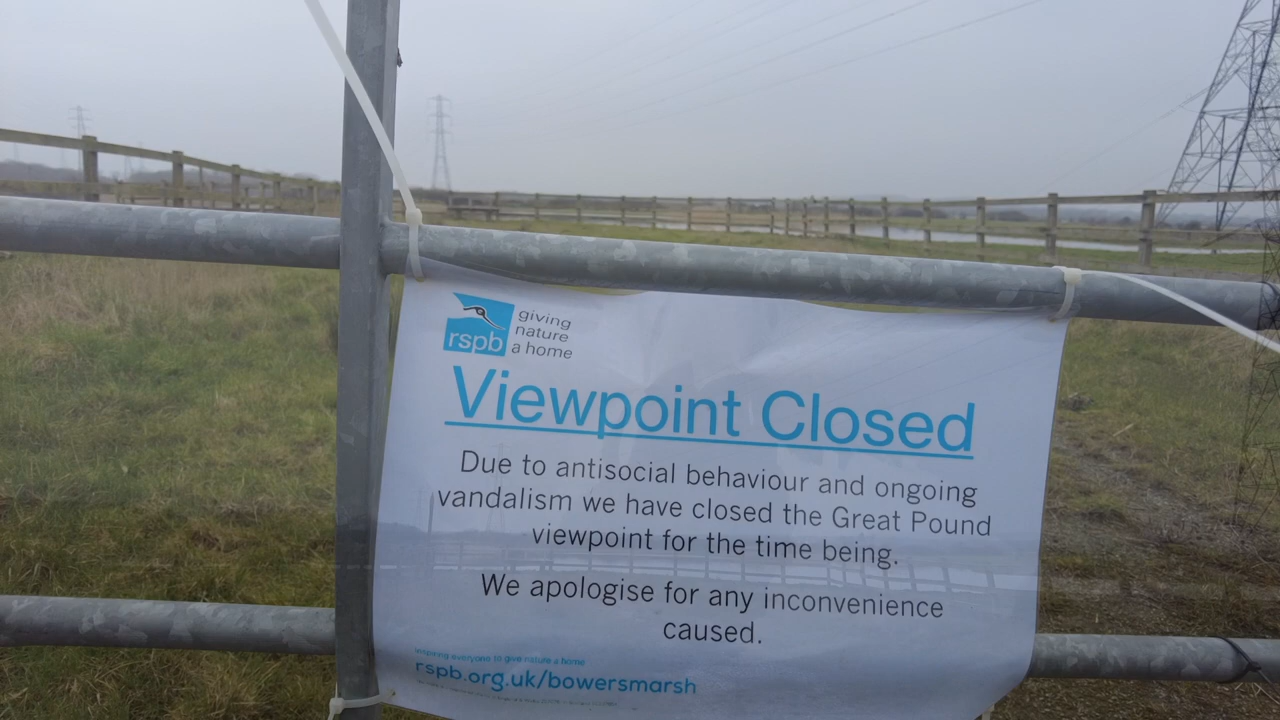 rspb
giving
nature
a home
Viewpoint Closed
Due to antisocial behaviour and ongoing
vandalism we have closed the Great Pound
viewpoint for the time being.
We apologise for any inconvenience
caused.
inspiring everyone to give nature a home
rspb.org.uk/bowersmarsh